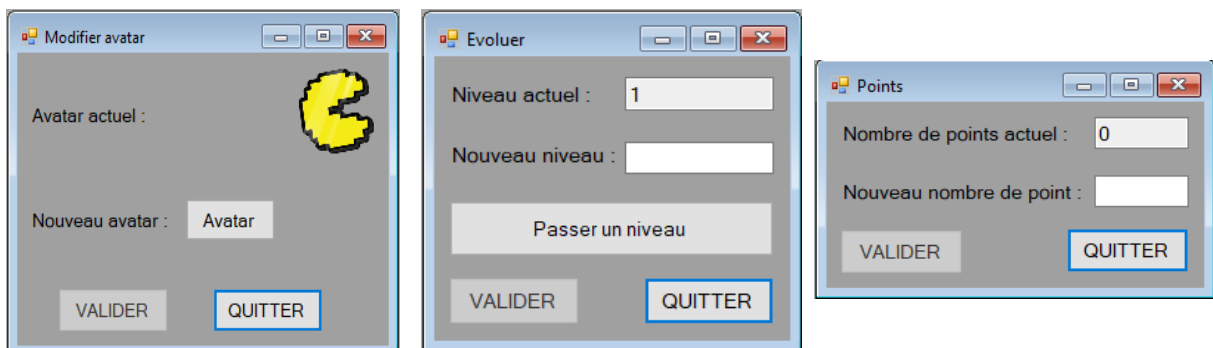 Modifier avatar
Avatar actuel :
Nouveau avatar : Avatar
VALIDER QUITTER
Evoluer
Niveau actuel : 1
Nouveau niveau :
Passer un niveau
VALIDER QUITTER
Points
Nombre de points actuel : 0
Nouveau nombre de point :
VALIDER QUITTER